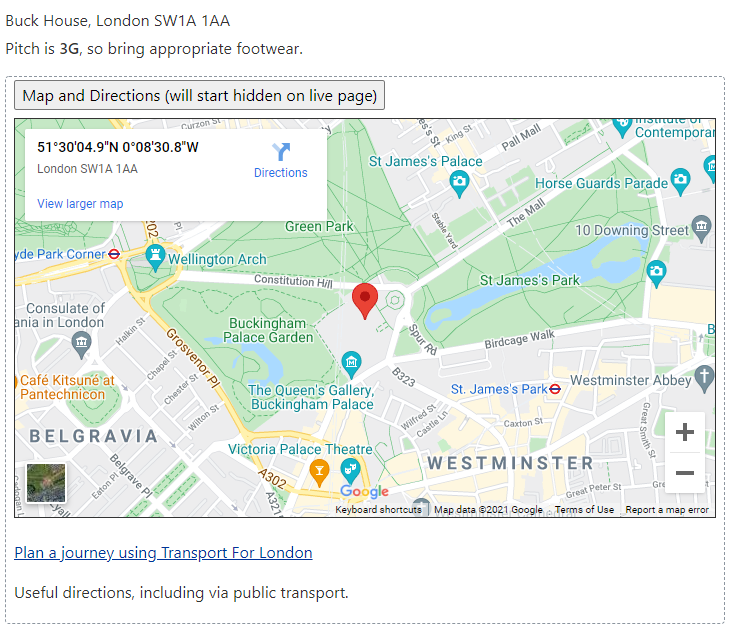 Buck House, London SW1A 1AA
Pitch is 3G, so bring appropriate footwear.
Map and Directions (will start hidden on live page)
51°30'04.9"N 0°08'30.8"W
London SW1A 1AA
Directions
View larger map
Curzon St
King St
Pall Mall
Contemporar
St James's Palace
Horse Guards Parade
The Mall
Stable Yard
Green Park
10 Downing Street
yde Park Corner
Wellington Arch
Constitution Hill
St James's Park
Consulate of
ania in London
Halkin St
Buckingham
Palace Garden
Spur Rd
Birdcage Walk
Grosvenor Pl
Chapel St
Chester St
Café Kitsuné at
Pantechnicon
The Queen's Gallery,
Buckingham Palace
B323
St. James's Park
Westminster Abbey
Wilton St
Wilfred St
Castle Ln
Caxton St
Great Smith St
BELGRAVIA
Victoria Palace Theatre
WESTMINSTER
Belgrave Pl
Eaton Pl
A302
A321
Great Peter St
Google
Keyboard shortcuts
Map data ©2021 Google
Terms of Use
Report a map error
Plan a journey using Transport For London
Useful directions, including via public transport.